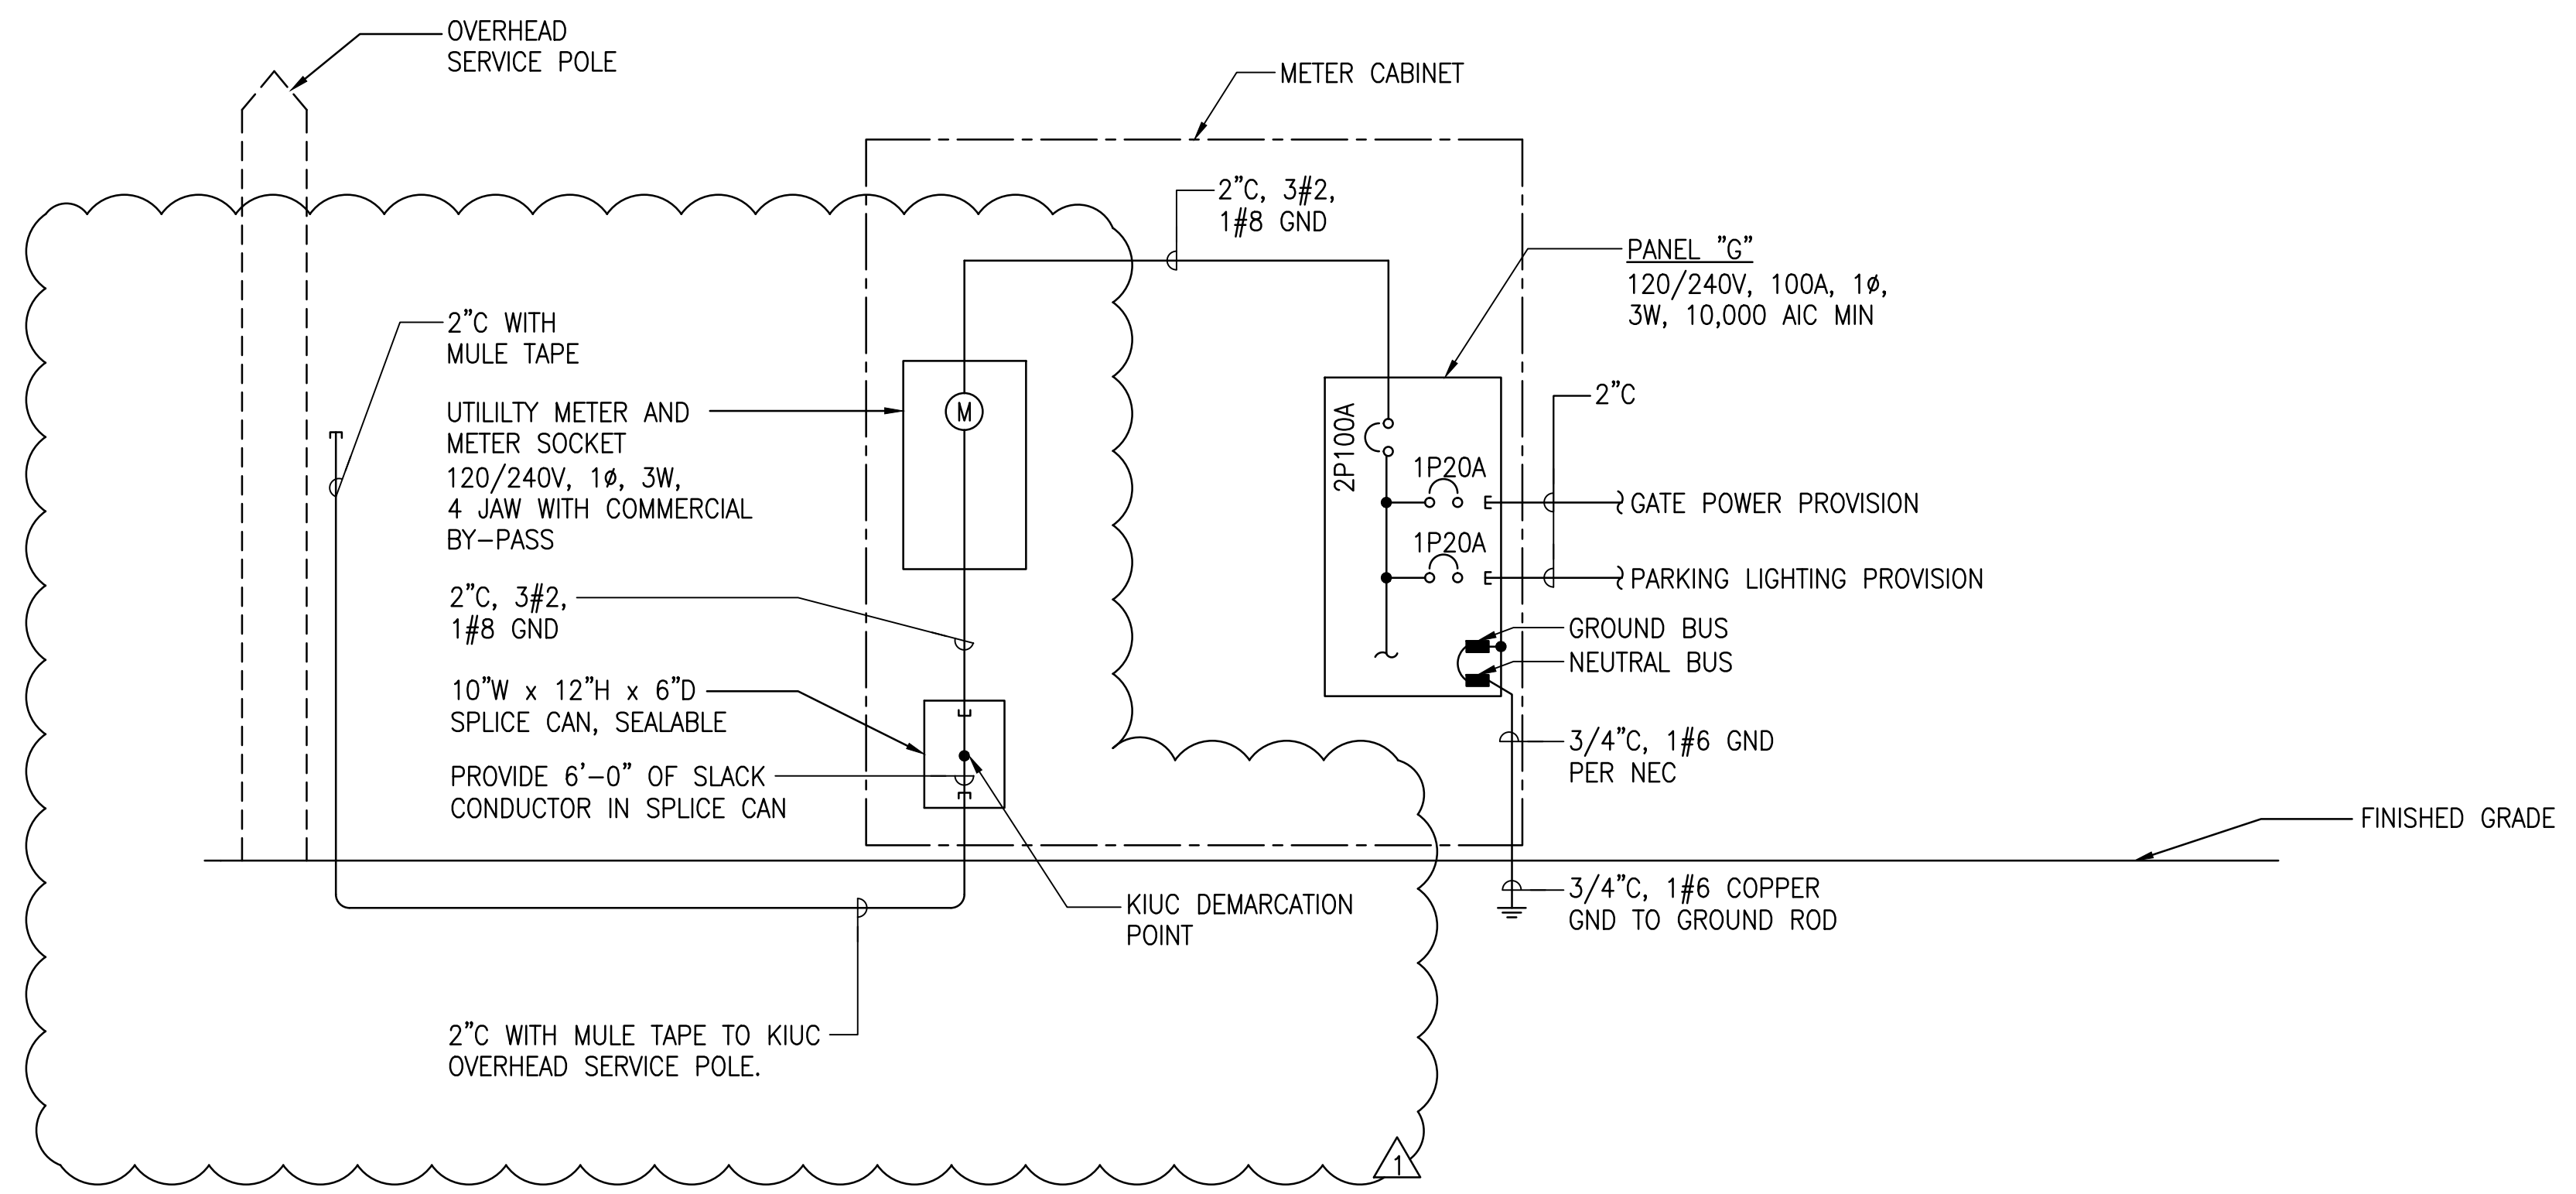 OVERHEAD
SERVICE POLE
METER CABINET
2"C, 3#2,
1#8 GND
PANEL "G"
120/240V, 100A, 1ø,
3W, 10,000 AIC MIN
2"C WITH
MULE TAPE
UTILILTY METER AND
METER SOCKET
120/240V, 1ø, 3W,
4 JAW WITH COMMERCIAL
BY-PASS
M
2P100A
1P20A
1P20A
2"C
GATE POWER PROVISION
PARKING LIGHTING PROVISION
GROUND BUS
NEUTRAL BUS
2"C, 3#2,
1#8 GND
10"W x 12"H x 6"D
SPLICE CAN, SEALABLE
PROVIDE 6'-0" OF SLACK
CONDUCTOR IN SPLICE CAN
3/4"C, 1#6 GND
PER NEC
FINISHED GRADE
KIUC DEMARCATION
POINT
3/4"C, 1#6 COPPER
GND TO GROUND ROD
2"C WITH MULE TAPE TO KIUC
OVERHEAD SERVICE POLE.
1